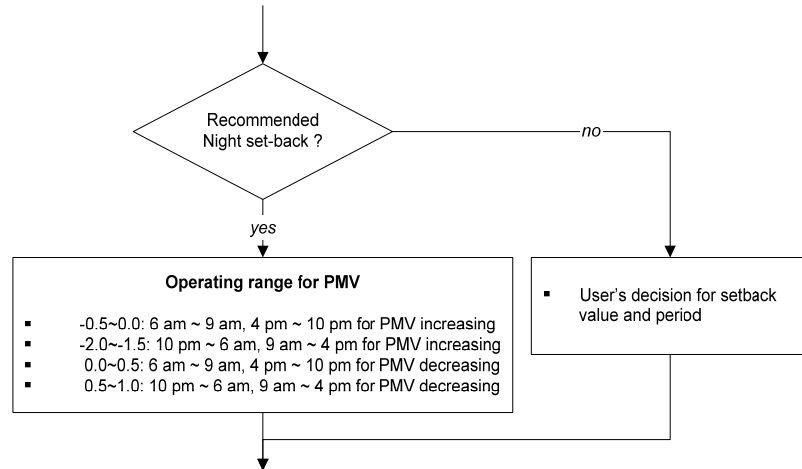 Recommended
Night set-back ?
no
yes
Operating range for PMV
▪ -0.5~0.0: 6 am ~ 9 am, 4 pm ~ 10 pm for PMV increasing
▪ -2.0~-1.5: 10 pm ~ 6 am, 9 am ~ 4 pm for PMV increasing
▪ 0.0~0.5: 6 am ~ 9 am, 4 pm ~ 10 pm for PMV decreasing
▪ 0.5~1.0: 10 pm ~ 6 am, 9 am ~ 4 pm for PMV decreasing
▪ User's decision for setback
value and period